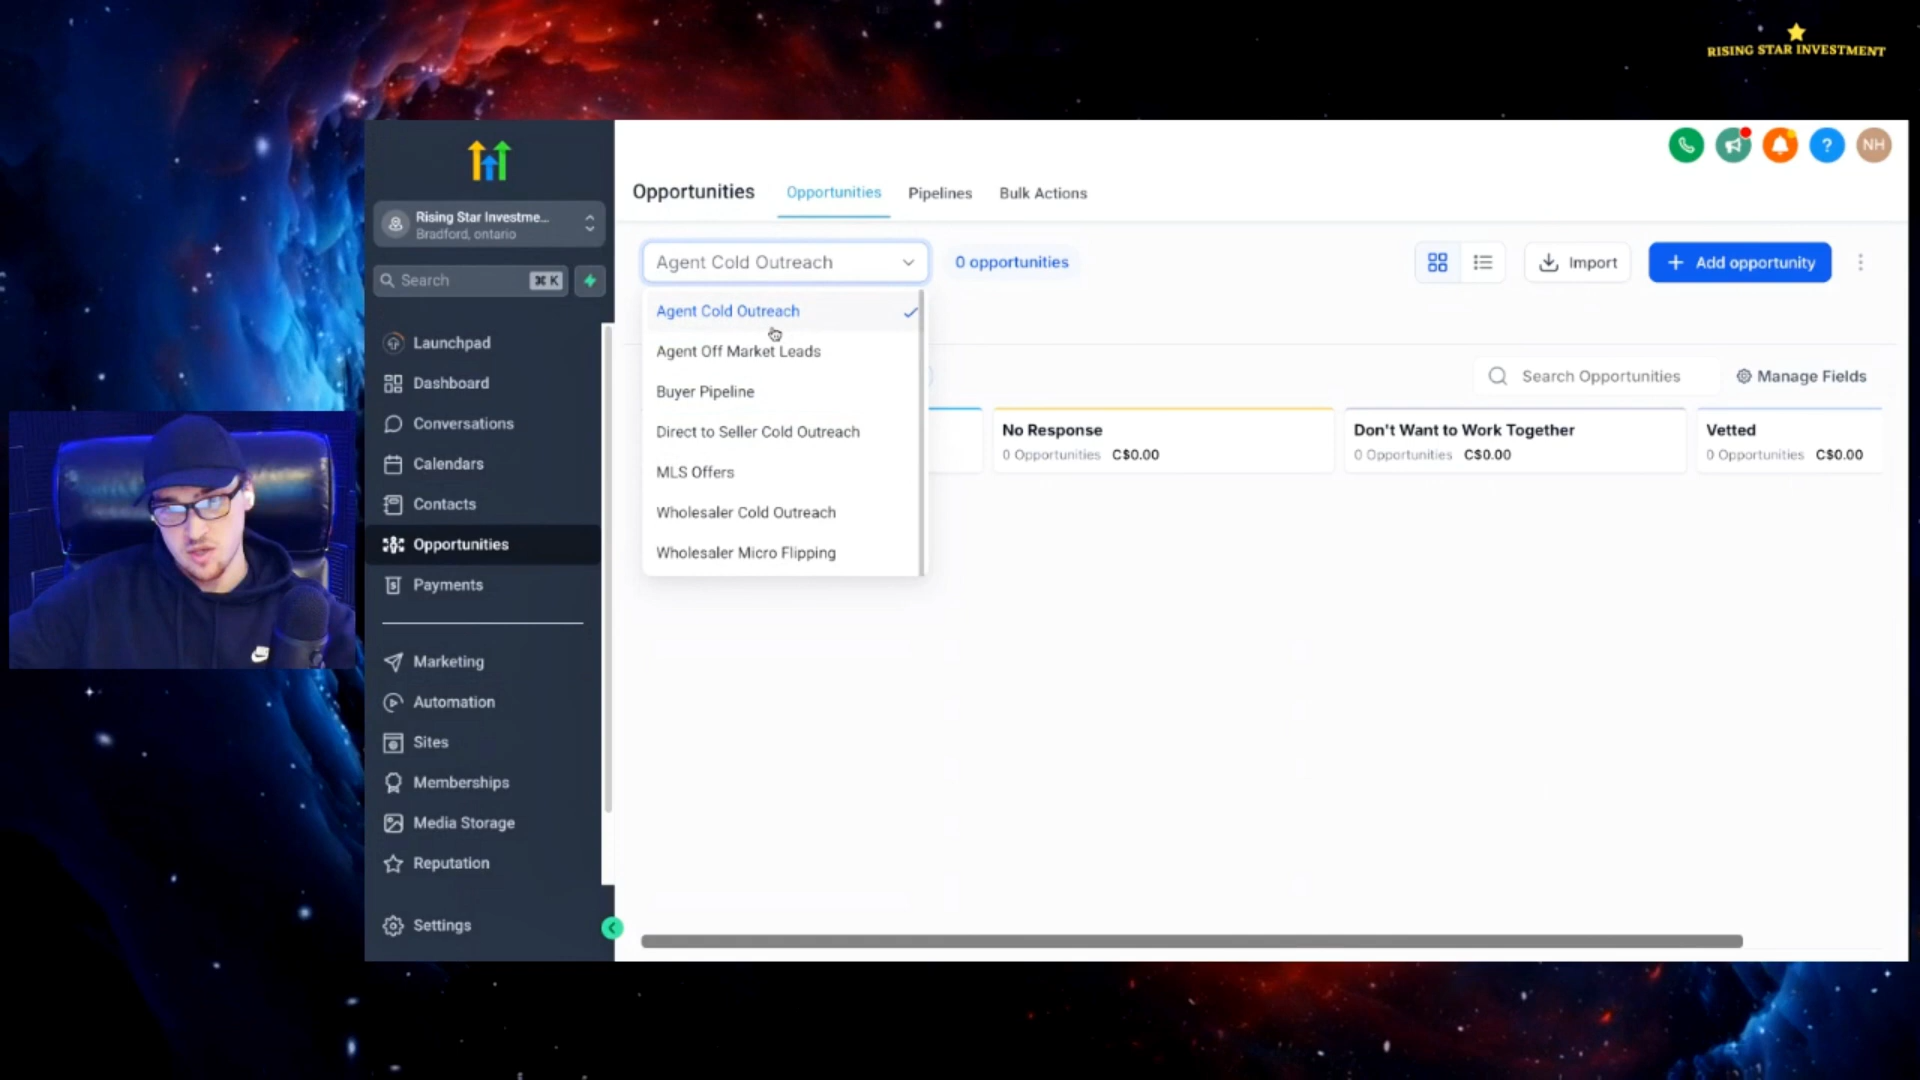 RISING STAR INVESTMENT
NH
Rising Star Investme...
Bradford, ontario
Search
⌘ K
Launchpad
Dashboard
Conversations
Calendars
Contacts
Opportunities
Payments
Marketing
Automation
Sites
Memberships
Media Storage
Reputation
Settings
Opportunities
Opportunities
Pipelines
Bulk Actions
Agent Cold Outreach
0 opportunities
Import
+ Add opportunity
Agent Cold Outreach
Agent Off Market Leads
Buyer Pipeline
Direct to Seller Cold Outreach
MLS Offers
Wholesaler Cold Outreach
Wholesaler Micro Flipping
Search Opportunities
Manage Fields
No Response
0 Opportunities C$0.00
Don't Want to Work Together
0 Opportunities C$0.00
Vetted
0 Opportunities C$0.00